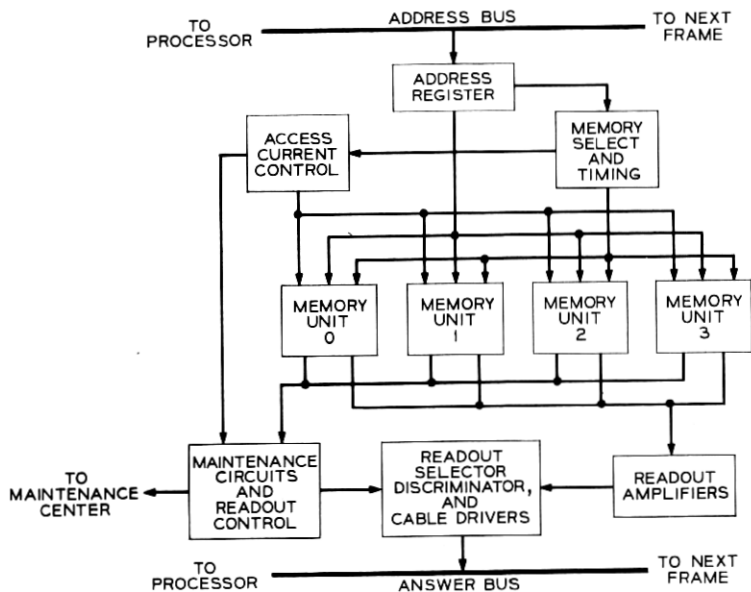 ADDRESS BUS
TO
PROCESSOR
TO NEXT
FRAME
ADDRESS
REGISTER
ACCESS
CURRENT
CONTROL
MEMORY
SELECT
AND
TIMING
MEMORY
UNIT
0
MEMORY
UNIT
1
MEMORY
UNIT
2
MEMORY
UNIT
3
TO
MAINTENANCE
CENTER
MAINTENANCE
CIRCUITS
AND
READOUT
CONTROL
READOUT
SELECTOR
DISCRIMINATOR,
AND
CABLE DRIVERS
READOUT
AMPLIFIERS
TO
PROCESSOR
ANSWER BUS
TO NEXT
FRAME